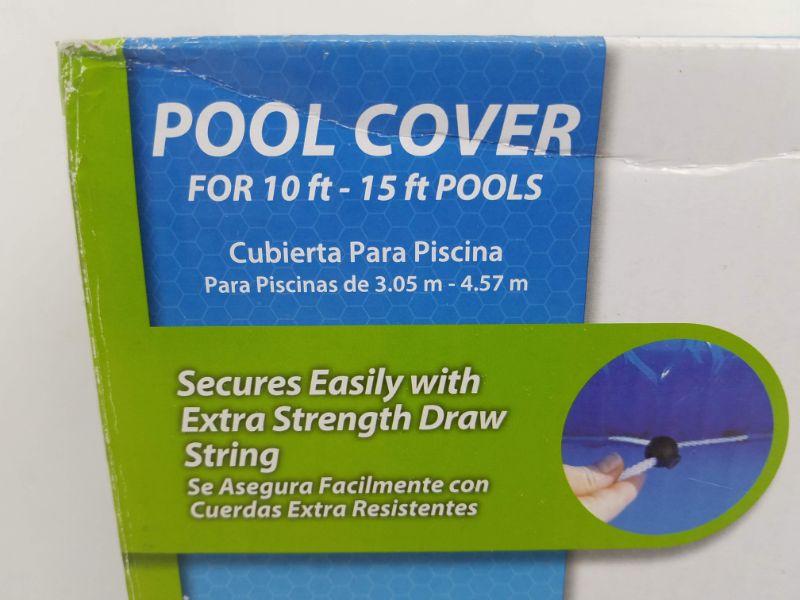 POOL COVER
FOR 10 ft - 15 ft POOLS
Cubierta Para Piscina
Para Piscinas de 3.05 m - 4.57 m
Secures Easily with
Extra Strength Draw
String
Se Asegura Facilmente con
Cuerdas Extra Resistentes